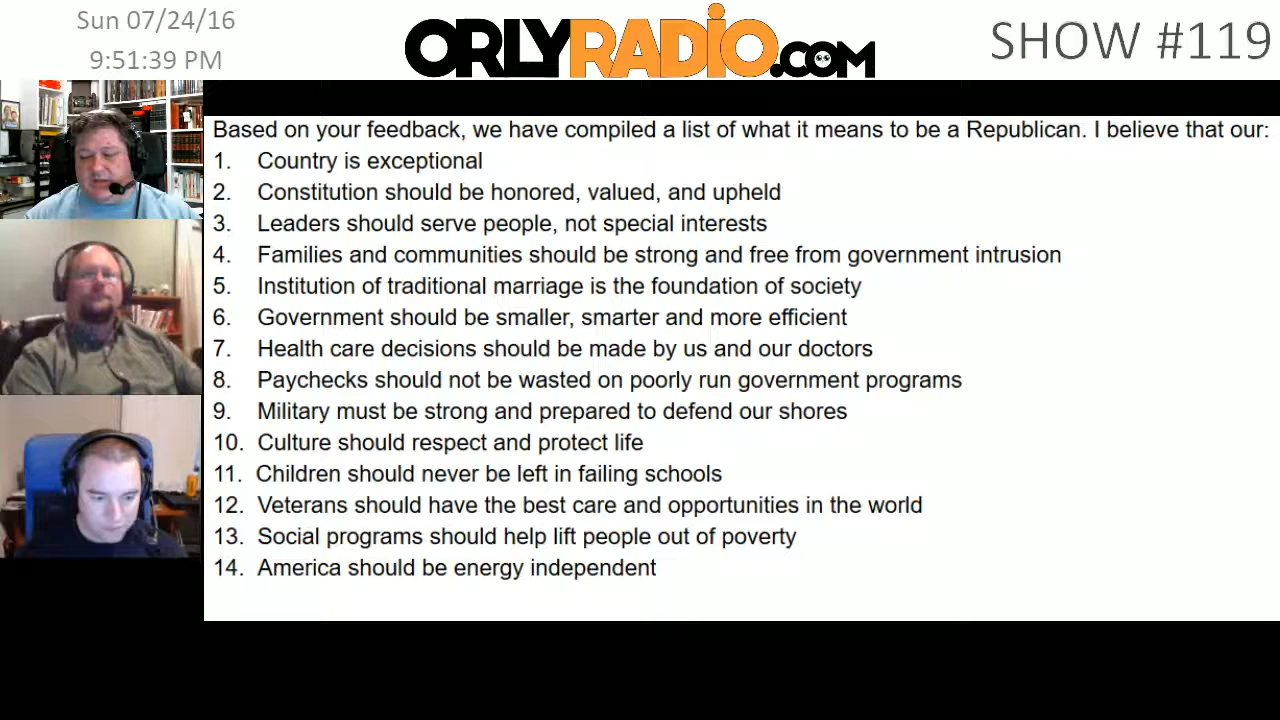 Sun 07/24/16
9:51:39 PM
ORLYRADIO.COM
SHOW #119
Based on your feedback, we have compiled a list of what it means to be a Republican. I believe that our:
1. Country is exceptional
2. Constitution should be honored, valued, and upheld
3. Leaders should serve people, not special interests
4. Families and communities should be strong and free from government intrusion
5. Institution of traditional marriage is the foundation of society
6. Government should be smaller, smarter and more efficient
7. Health care decisions should be made by us and our doctors
8. Paychecks should not be wasted on poorly run government programs
9. Military must be strong and prepared to defend our shores
10. Culture should respect and protect life
11. Children should never be left in failing schools
12. Veterans should have the best care and opportunities in the world
13. Social programs should help lift people out of poverty
14. America should be energy independent